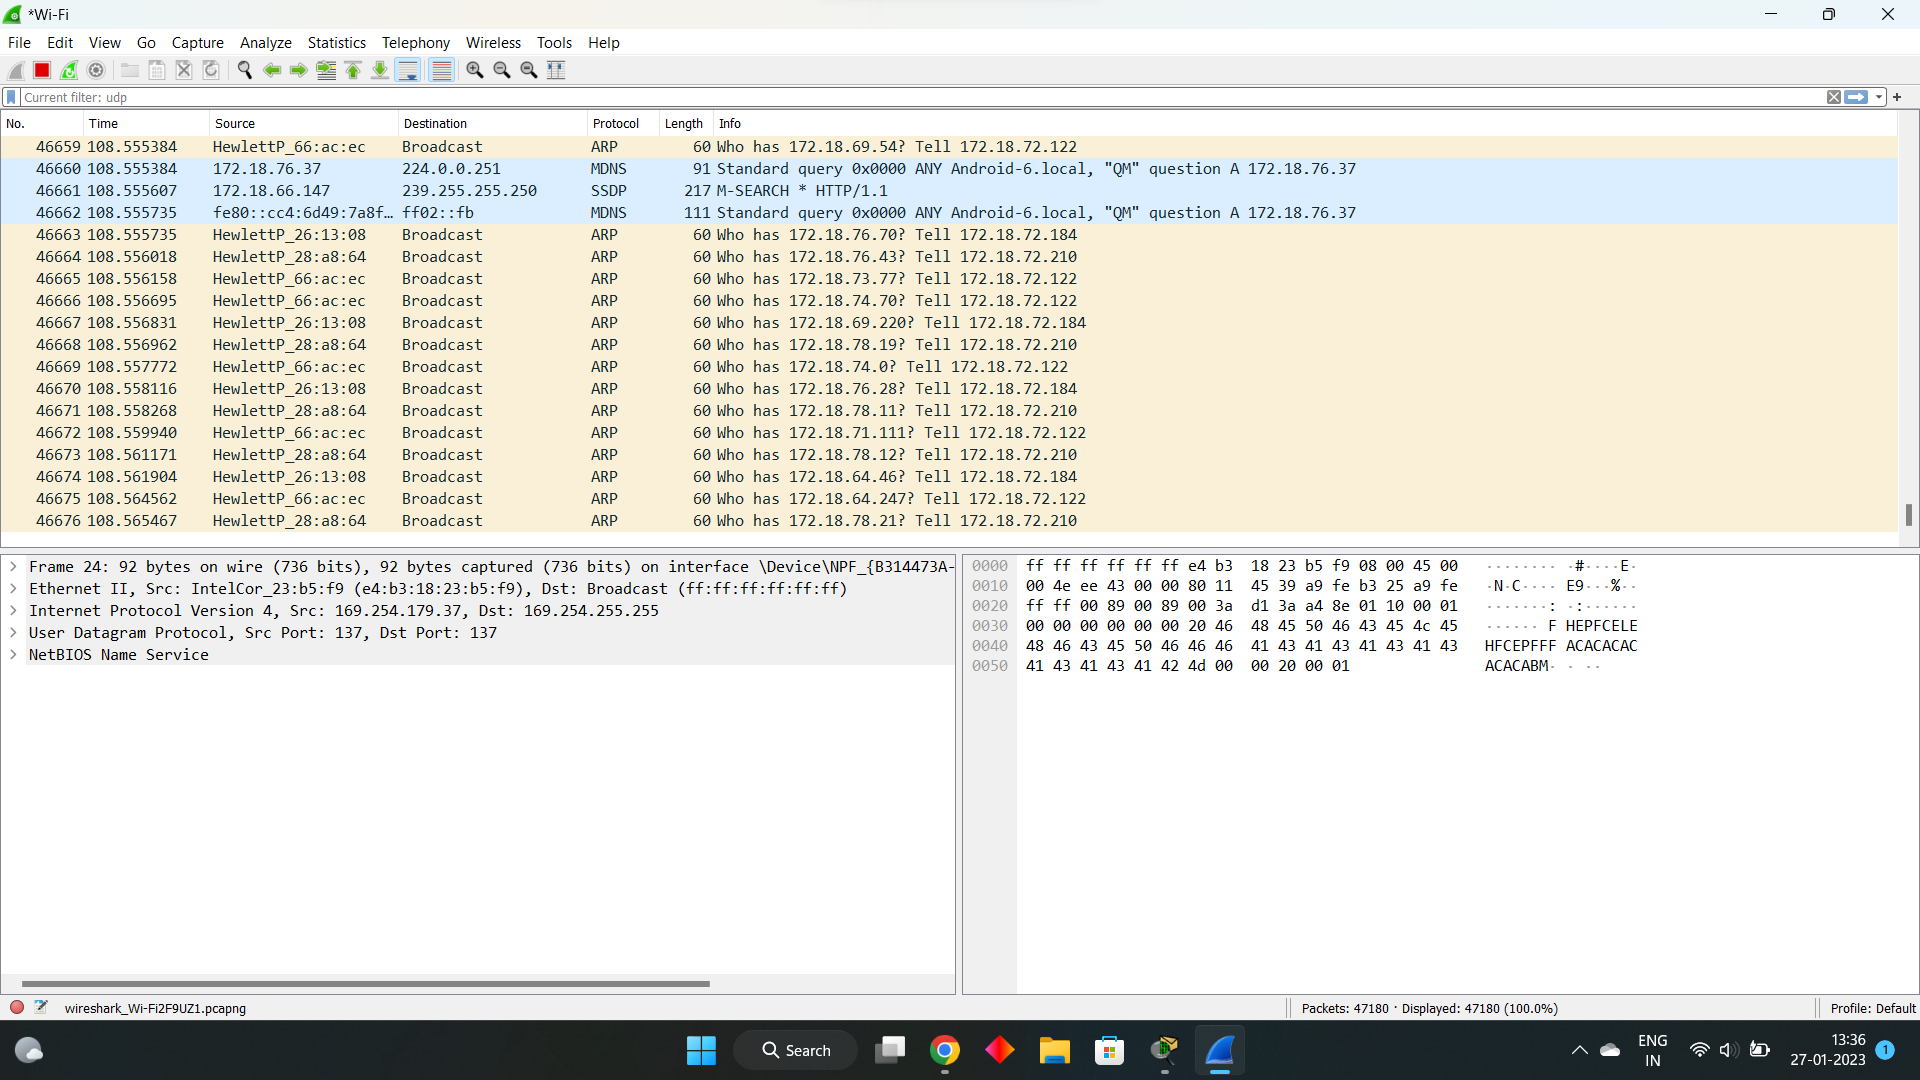 *Wi-Fi
File Edit View Go Capture Analyze Statistics Telephony Wireless Tools Help
Current filter: udp
No. Time Source Destination Protocol Length Info
46659 108.555384 HewlettP_66:ac:ec Broadcast ARP 60 Who has 172.18.69.54? Tell 172.18.72.122
46660 108.555384 172.18.76.37 224.0.0.251 MDNS 91 Standard query 0x0000 ANY Android-6.local, "QM" question A 172.18.76.37
46661 108.555607 172.18.66.147 239.255.255.250 SSDP 217 M-SEARCH * HTTP/1.1
46662 108.555735 fe80::cc4:6d49:7a8f… ff02::fb MDNS 111 Standard query 0x0000 ANY Android-6.local, "QM" question A 172.18.76.37
46663 108.555735 HewlettP_26:13:08 Broadcast ARP 60 Who has 172.18.76.70? Tell 172.18.72.184
46664 108.556018 HewlettP_28:a8:64 Broadcast ARP 60 Who has 172.18.76.43? Tell 172.18.72.210
46665 108.556158 HewlettP_66:ac:ec Broadcast ARP 60 Who has 172.18.73.77? Tell 172.18.72.122
46666 108.556695 HewlettP_66:ac:ec Broadcast ARP 60 Who has 172.18.74.70? Tell 172.18.72.122
46667 108.556831 HewlettP_26:13:08 Broadcast ARP 60 Who has 172.18.69.220? Tell 172.18.72.184
46668 108.556962 HewlettP_28:a8:64 Broadcast ARP 60 Who has 172.18.78.19? Tell 172.18.72.210
46669 108.557772 HewlettP_66:ac:ec Broadcast ARP 60 Who has 172.18.74.0? Tell 172.18.72.122
46670 108.558116 HewlettP_26:13:08 Broadcast ARP 60 Who has 172.18.76.28? Tell 172.18.72.184
46671 108.558268 HewlettP_28:a8:64 Broadcast ARP 60 Who has 172.18.78.11? Tell 172.18.72.210
46672 108.559940 HewlettP_66:ac:ec Broadcast ARP 60 Who has 172.18.71.111? Tell 172.18.72.122
46673 108.561171 HewlettP_28:a8:64 Broadcast ARP 60 Who has 172.18.78.12? Tell 172.18.72.210
46674 108.561904 HewlettP_26:13:08 Broadcast ARP 60 Who has 172.18.64.46? Tell 172.18.72.184
46675 108.564562 HewlettP_66:ac:ec Broadcast ARP 60 Who has 172.18.64.247? Tell 172.18.72.122
46676 108.565467 HewlettP_28:a8:64 Broadcast ARP 60 Who has 172.18.78.21? Tell 172.18.72.210
Frame 24: 92 bytes on wire (736 bits), 92 bytes captured (736 bits) on interface \Device\NPF_{B314473A-
Ethernet II, Src: IntelCor_23:b5:f9 (e4:b3:18:23:b5:f9), Dst: Broadcast (ff:ff:ff:ff:ff:ff)
Internet Protocol Version 4, Src: 169.254.179.37, Dst: 169.254.255.255
User Datagram Protocol, Src Port: 137, Dst Port: 137
NetBIOS Name Service
0000 ff ff ff ff ff ff e4 b3 18 23 b5 f9 08 00 45 00 ········ ·#····E·
0010 00 4e ee 43 00 00 80 11 45 39 a9 fe b3 25 a9 fe ·N·C···· E9···%··
0020 ff ff 00 89 00 89 00 3a d1 3a a4 8e 01 10 00 01 ·······: ·:······
0030 00 00 00 00 00 00 20 46 48 45 50 46 43 45 4c 45 ······ F HEPFCELE
0040 48 46 43 45 50 46 46 46 41 43 41 43 41 43 41 43 HFCEPFFF ACACACAC
0050 41 43 41 43 41 42 4d 00 00 20 00 01 ACACABM· · ··
wireshark_Wi-Fi2F9UZ1.pcapng
Packets: 47180 · Displayed: 47180 (100.0%)
Profile: Default
Search
ENG
IN
13:36
27-01-2023
1